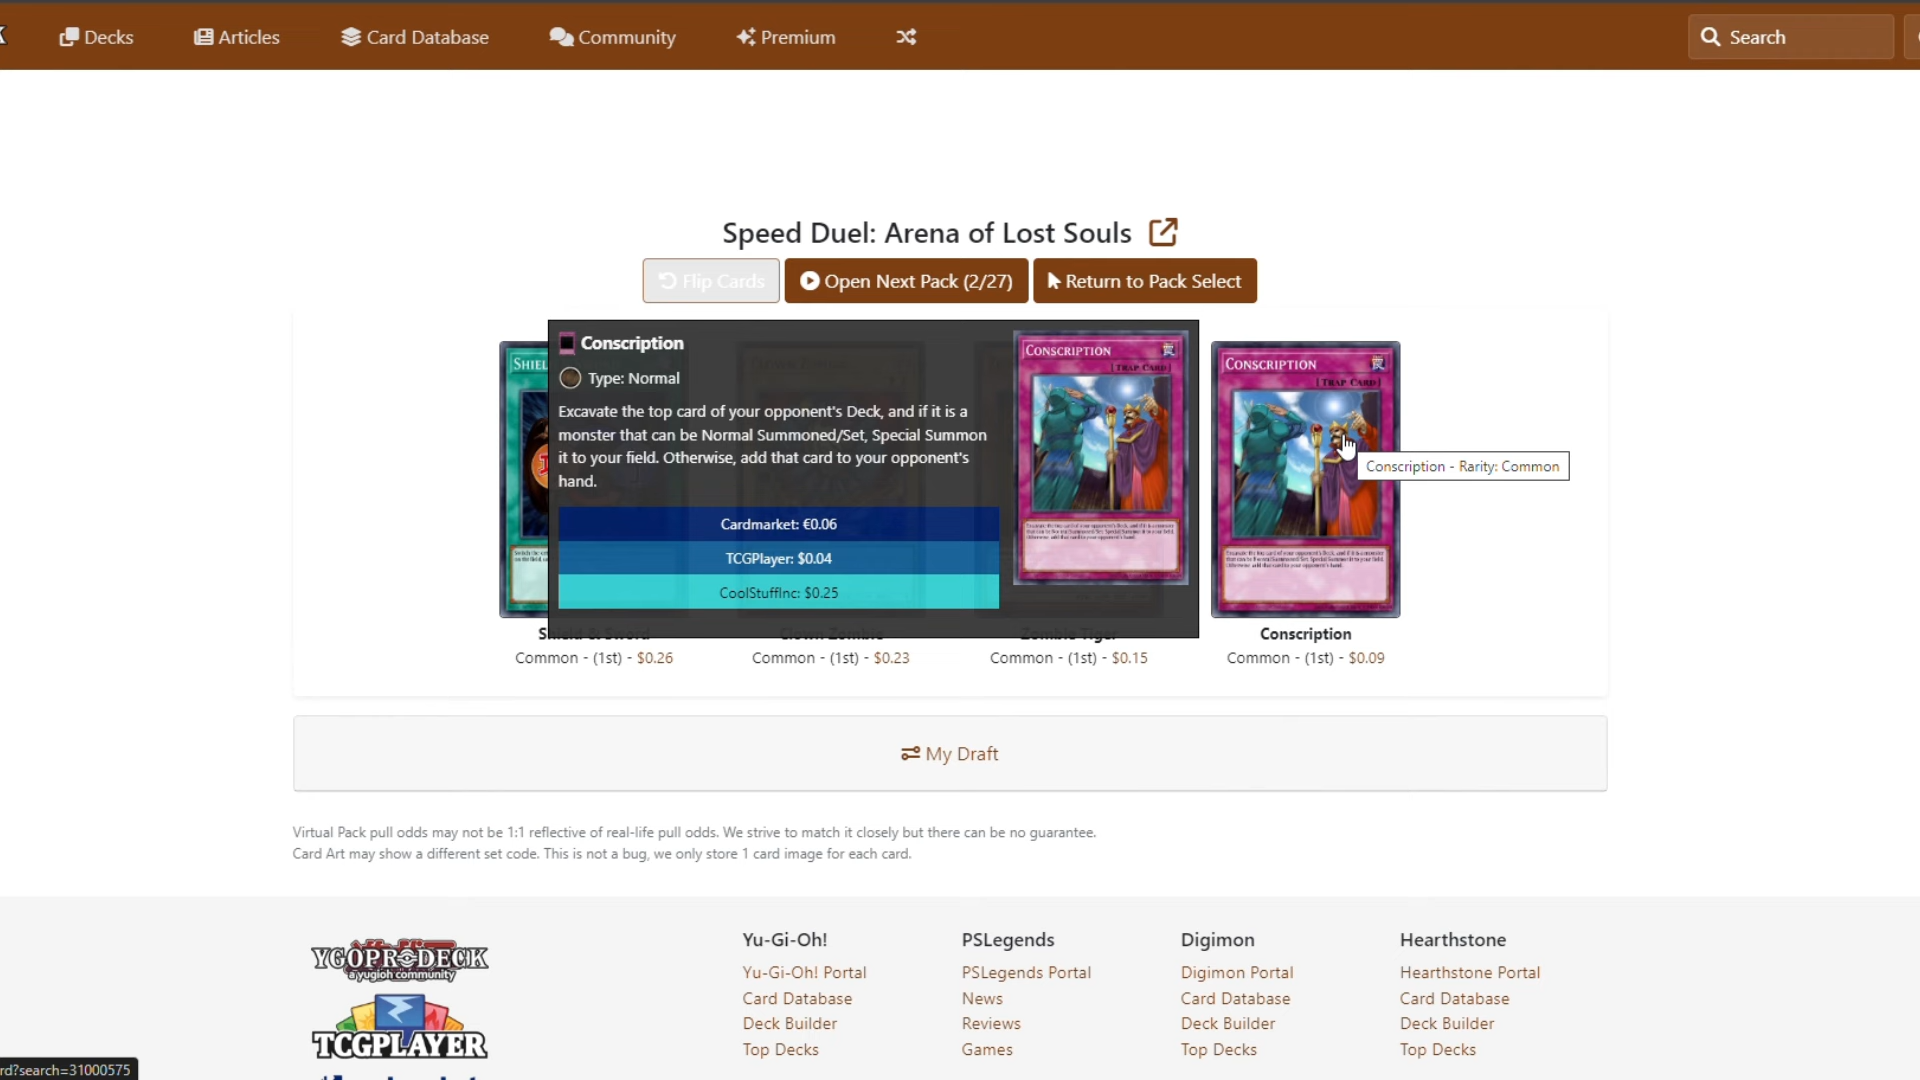 Decks
Articles
Card Database
Community
Premium
Search
Speed Duel: Arena of Lost Souls
Flip Cards
Open Next Pack (2/27)
Return to Pack Select
Conscription
Type: Normal
Excavate the top card of your opponent's Deck, and if it is a
monster that can be Normal Summoned/Set, Special Summon
it to your field. Otherwise, add that card to your opponent's
hand.
Cardmarket: €0.06
TCGPlayer: $0.04
CoolStuffInc: $0.25
SHIEL
CONSCRIPTION
[TRAP CARD]
CONSCRIPTION
[TRAP CARD]
Conscription - Rarity: Common
Shield & Sword
Common - (1st) - $0.26
Clown Zombie
Common - (1st) - $0.23
Zombie Tiger
Common - (1st) - $0.15
Conscription
Common - (1st) - $0.09
My Draft
Virtual Pack pull odds may not be 1:1 reflective of real-life pull odds. We strive to match it closely but there can be no guarantee.
Card Art may show a different set code. This is not a bug, we only store 1 card image for each card.
YGOPRODECK
a yugioh community
TCGPLAYER
Yu-Gi-Oh!
Yu-Gi-Oh! Portal
Card Database
Deck Builder
Top Decks
PSLegends
PSLegends Portal
News
Reviews
Games
Digimon
Digimon Portal
Card Database
Deck Builder
Top Decks
Hearthstone
Hearthstone Portal
Card Database
Deck Builder
Top Decks
rd?search=31000575